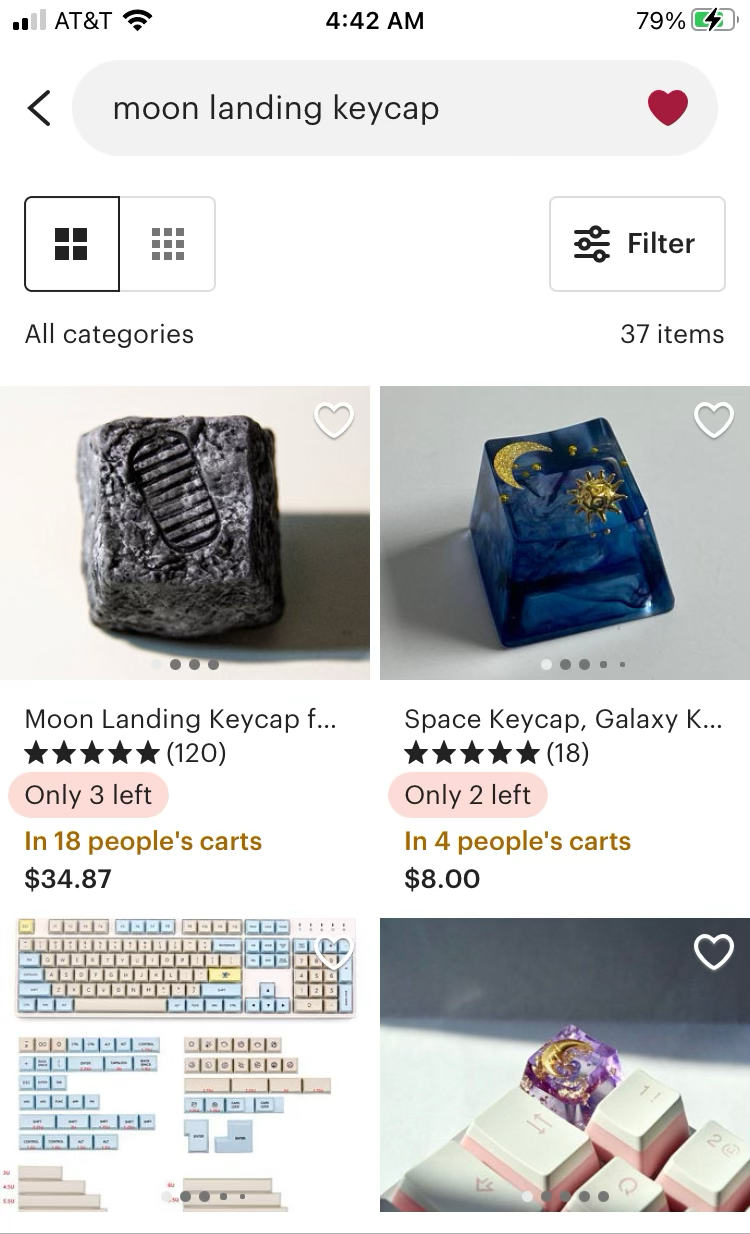 AT&T
4:42 AM
79%
moon landing keycap
Filter
All categories
37 items
Moon Landing Keycap f...
(120)
Only 3 left
In 18 people's carts
$34.87
Space Keycap, Galaxy K...
(18)
Only 2 left
In 4 people's carts
$8.00